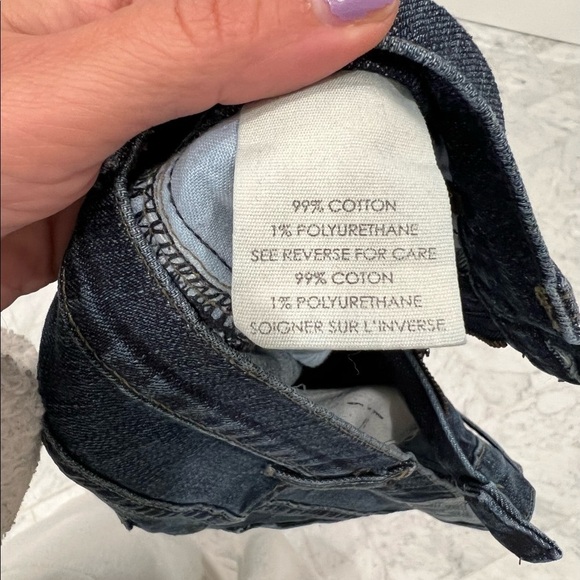 99% COTTON
1% POLYURETHANE
SEE REVERSE FOR CARE
99% COTON
1% POLYURETHANE
SOIGNER SUR L'INVERSE